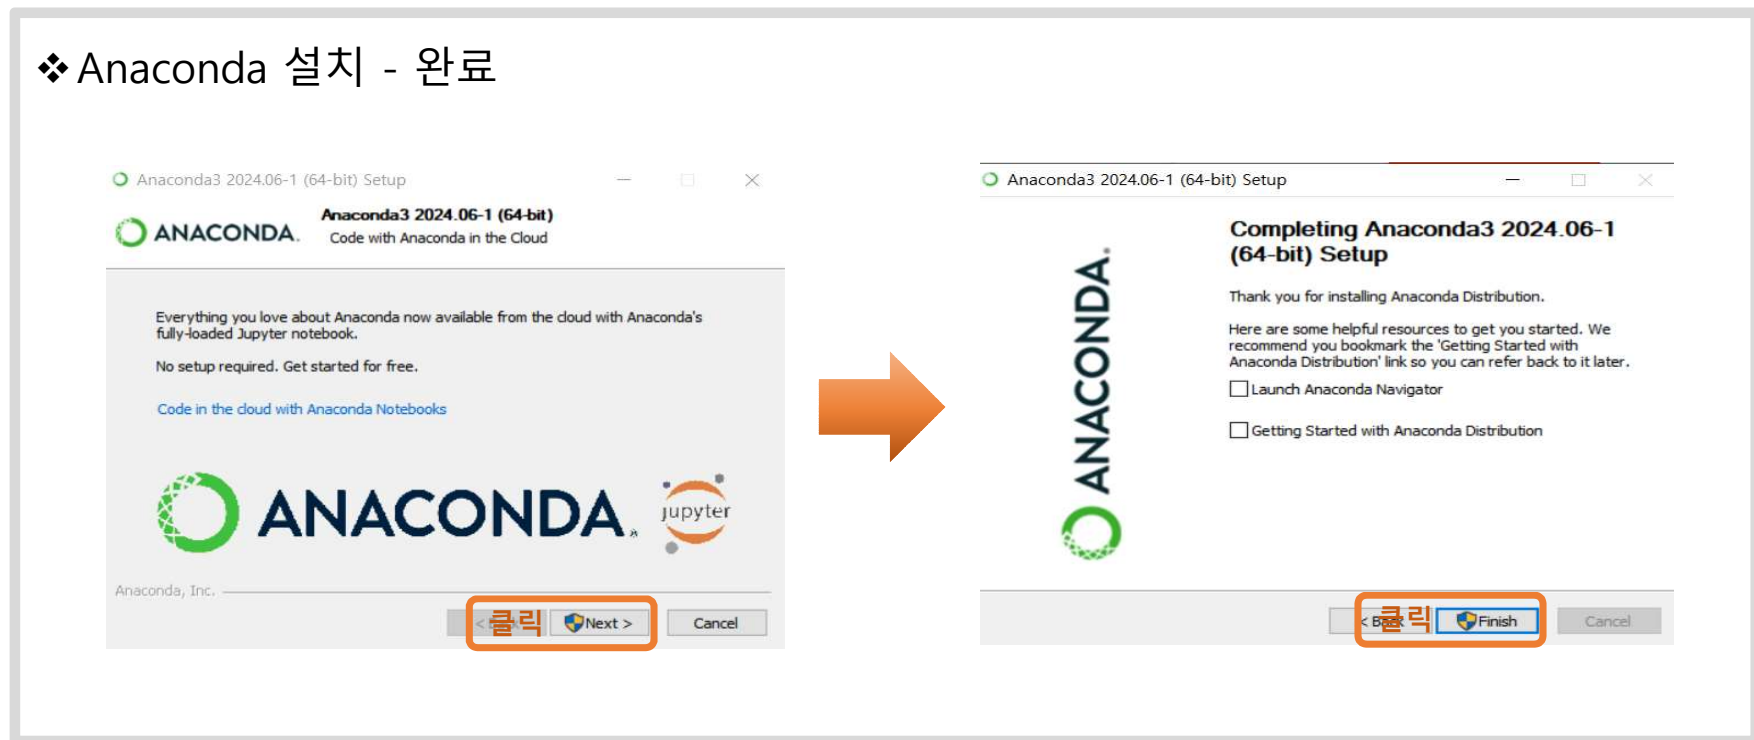 ❖ Anaconda 설치 - 완료
Anaconda3 2024.06-1 (64-bit) Setup
ANACONDA.
Anaconda3 2024.06-1 (64-bit)
Code with Anaconda in the Cloud
Everything you love about Anaconda now available from the cloud with Anaconda's
fully-loaded Jupyter notebook.
No setup required. Get started for free.
Code in the cloud with Anaconda Notebooks
ANACONDA.
jupyter
Anaconda, Inc.
클릭
Next >
Cancel
Anaconda3 2024.06-1 (64-bit) Setup
ANACONDA.
Completing Anaconda3 2024.06-1
(64-bit) Setup
Thank you for installing Anaconda Distribution.
Here are some helpful resources to get you started. We
recommend you bookmark the 'Getting Started with
Anaconda Distribution' link so you can refer back to it later.
Launch Anaconda Navigator
Getting Started with Anaconda Distribution
< Back
클릭
Finish
Cancel